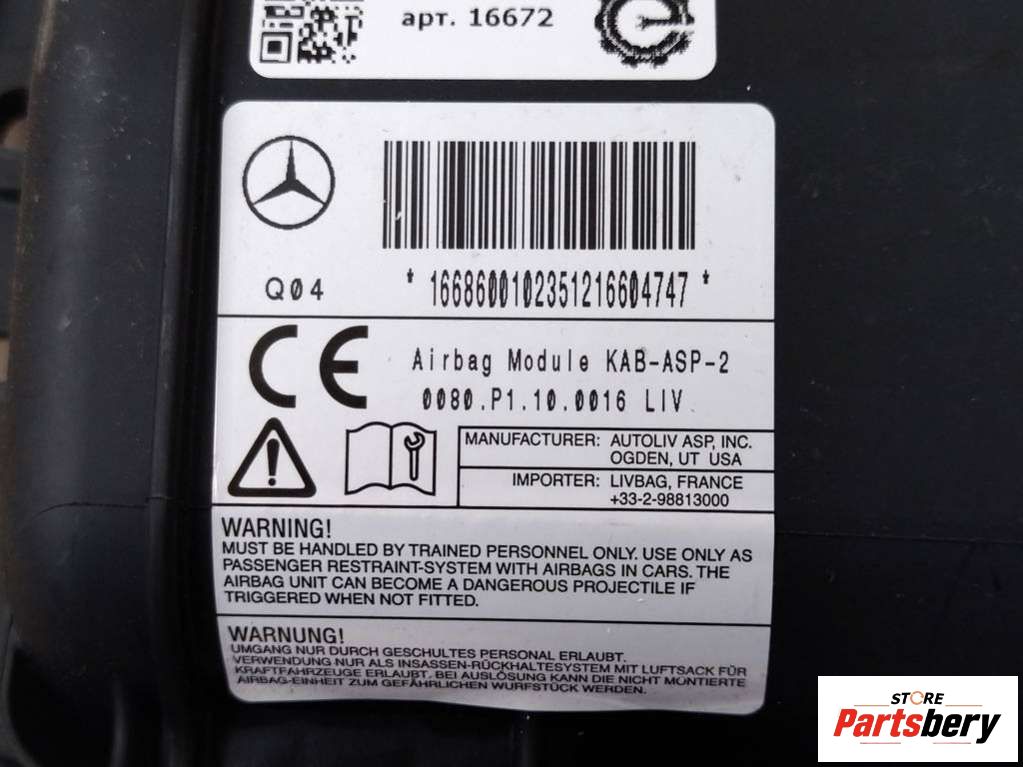 арт. 16672
Q04
* 1668600102351216604747 *
CE
Airbag Module KAB-ASP-2
0080.P1.10.0016 LIV
MANUFACTURER: AUTOLIV ASP, INC.
OGDEN, UT USA
IMPORTER: LIVBAG, FRANCE
+33-2-98813000
WARNING!
MUST BE HANDLED BY TRAINED PERSONNEL ONLY. USE ONLY AS
PASSENGER RESTRAINT-SYSTEM WITH AIRBAGS IN CARS. THE
AIRBAG UNIT CAN BECOME A DANGEROUS PROJECTILE IF
TRIGGERED WHEN NOT FITTED.
WARNUNG!
UMGANG NUR DURCH GESCHULTES PERSONAL ERLAUBT.
VERWENDUNG NUR ALS INSASSEN-RÜCKHALTESYSTEM MIT LUFTSACK FÜR
KRAFTFAHRZEUGE ERLAUBT. BEI AUSLÖSUNG KANN DIE NICHT MONTIERTE
AIRBAG-EINHEIT ZUM GEFÄHRLICHEN WURFSTÜCK WERDEN.
STORE
Partsbery